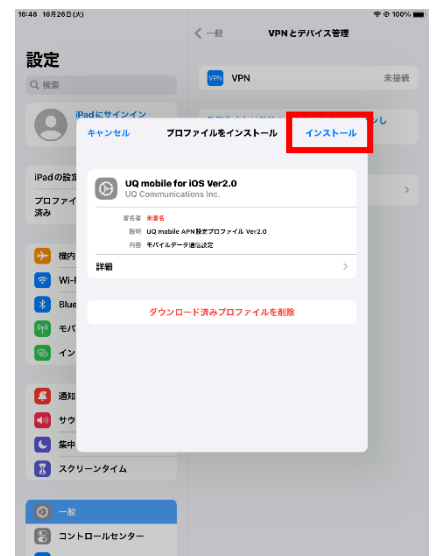 16:46 10月26日(火)
100%
一般
VPNとデバイス管理
設定
検索
VPN
未接続
iPadにサインイン
キャンセル
プロファイルをインストール
インストール
UQ mobile for iOS Ver2.0
UQ Communications Inc.
署名者 未署名
説明 UQ mobile APN設定プロファイル Ver2.0
内容 モバイルデータ通信設定
詳細
ダウンロード済みプロファイルを削除
iPadの設定
プロファイ
済み
機内
Wi-F
Blue
モバ
イン
通知
サウ
集中
スクリーンタイム
一般
コントロールセンター